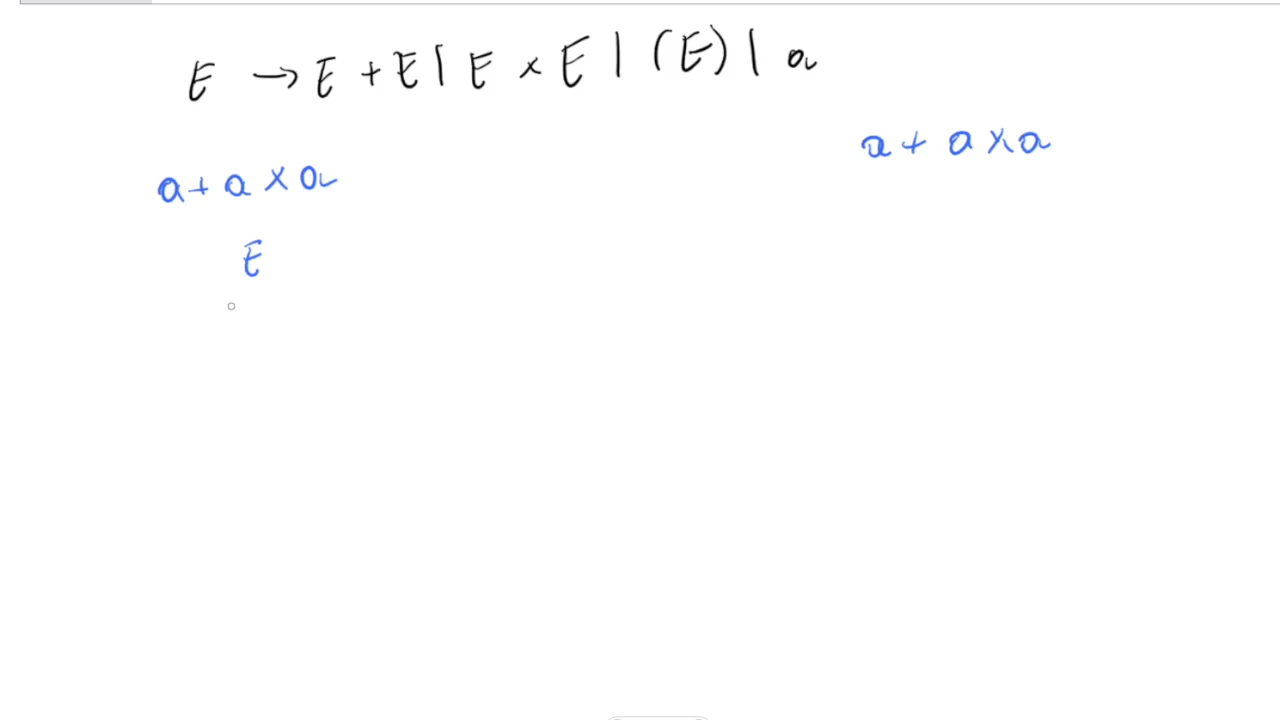 E → E + E | E × E | (E) | a
a + a × a
a + a × a
E